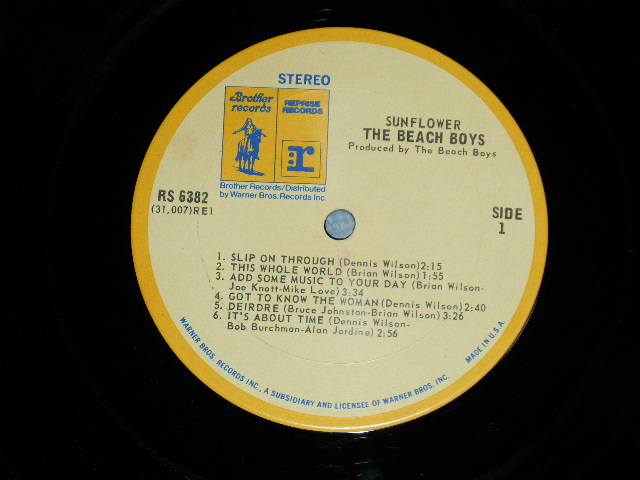 STEREO
Brother
records
REPRISE
RECORDS
r
Brother Records/Distributed
by Warner Bros. Records Inc.
SUNFLOWER
THE BEACH BOYS
Produced by The Beach Boys
RS 6382
(31,007)RE1
SIDE
1
1. SLIP ON THROUGH (Dennis Wilson)2:15
2. THIS WHOLE WORLD (Brian Wilson)1:55
3. ADD SOME MUSIC TO YOUR DAY (Brian Wilson-
Joe Knott-Mike Love)3:34
4. GOT TO KNOW THE WOMAN(Dennis Wilson)2:40
5. DEIRDRE (Bruce Johnston-Brian Wilson)3:26
6. IT'S ABOUT TIME (Dennis Wilson-
Bob Burchman-Alan Jardine)2:56
WARNER BROS. RECORDS INC., A SUBSIDIARY AND LICENSEE OF WARNER BROS. INC.
MADE IN U.S.A.